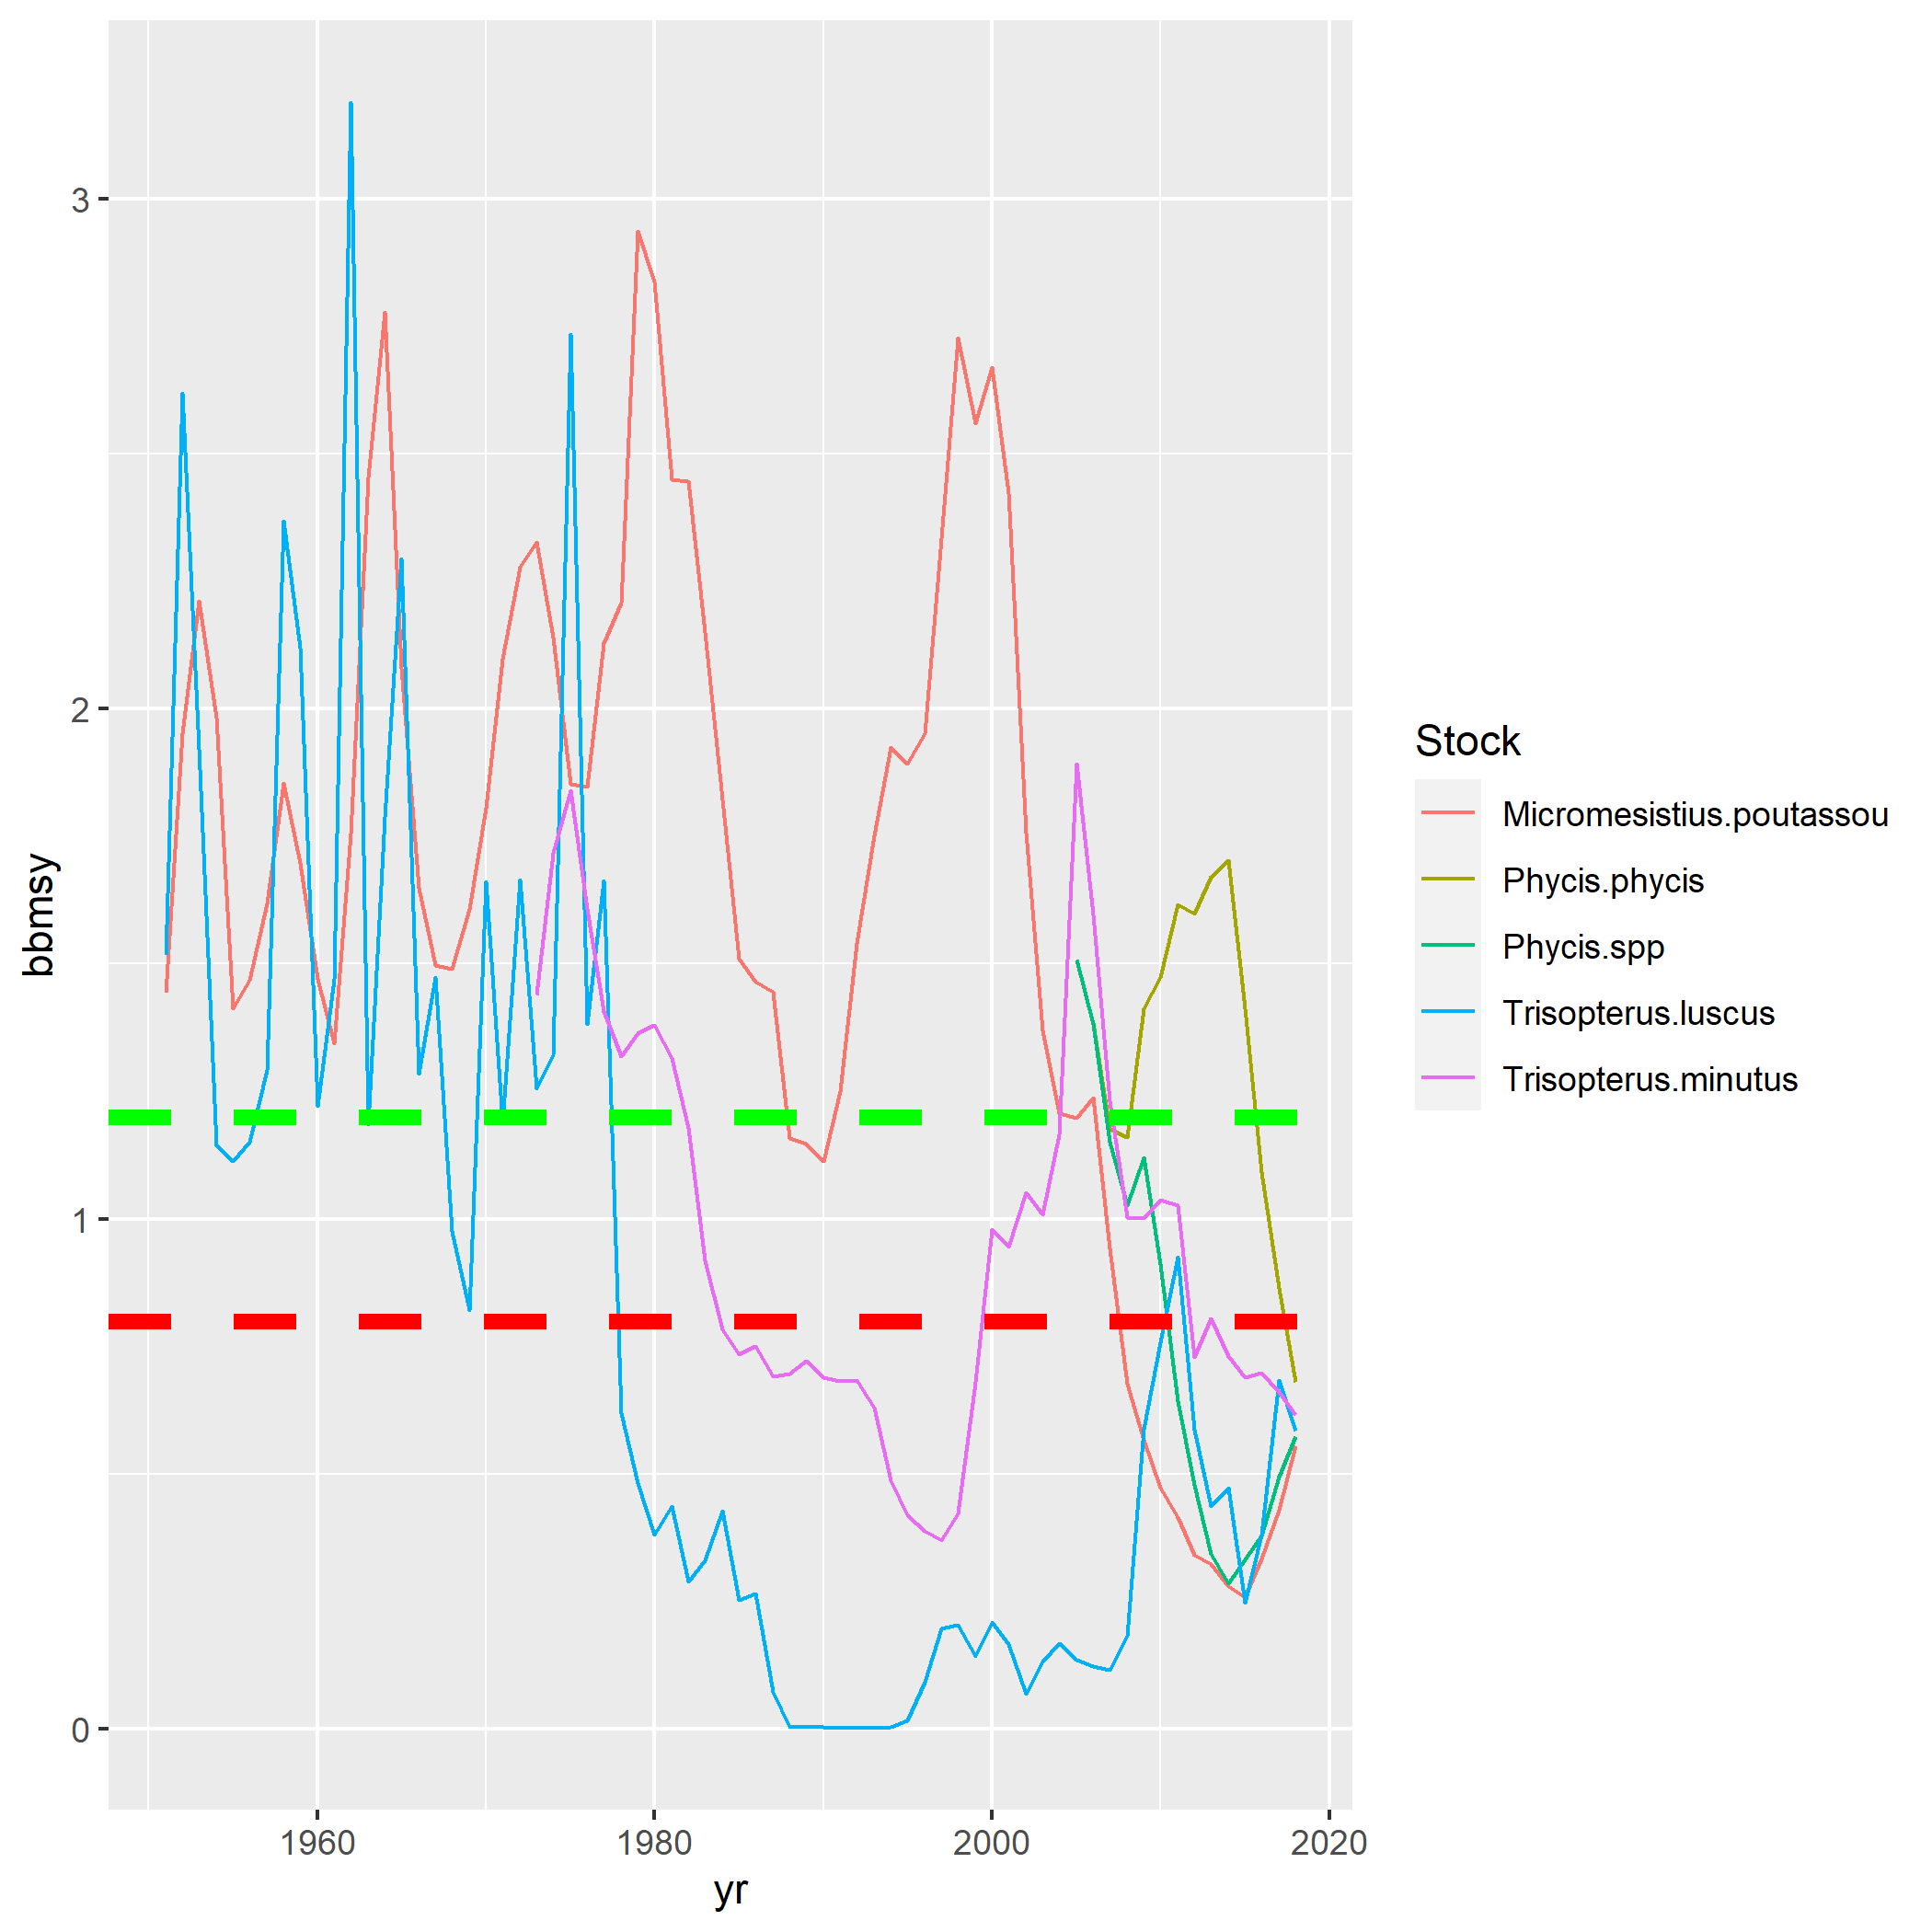 3
2
1
0
bbmsy
1960
1980
2000
2020
yr
Stock
Micromesistius.poutassou
Phycis.phycis
Phycis.spp
Trisopterus.luscus
Trisopterus.minutus